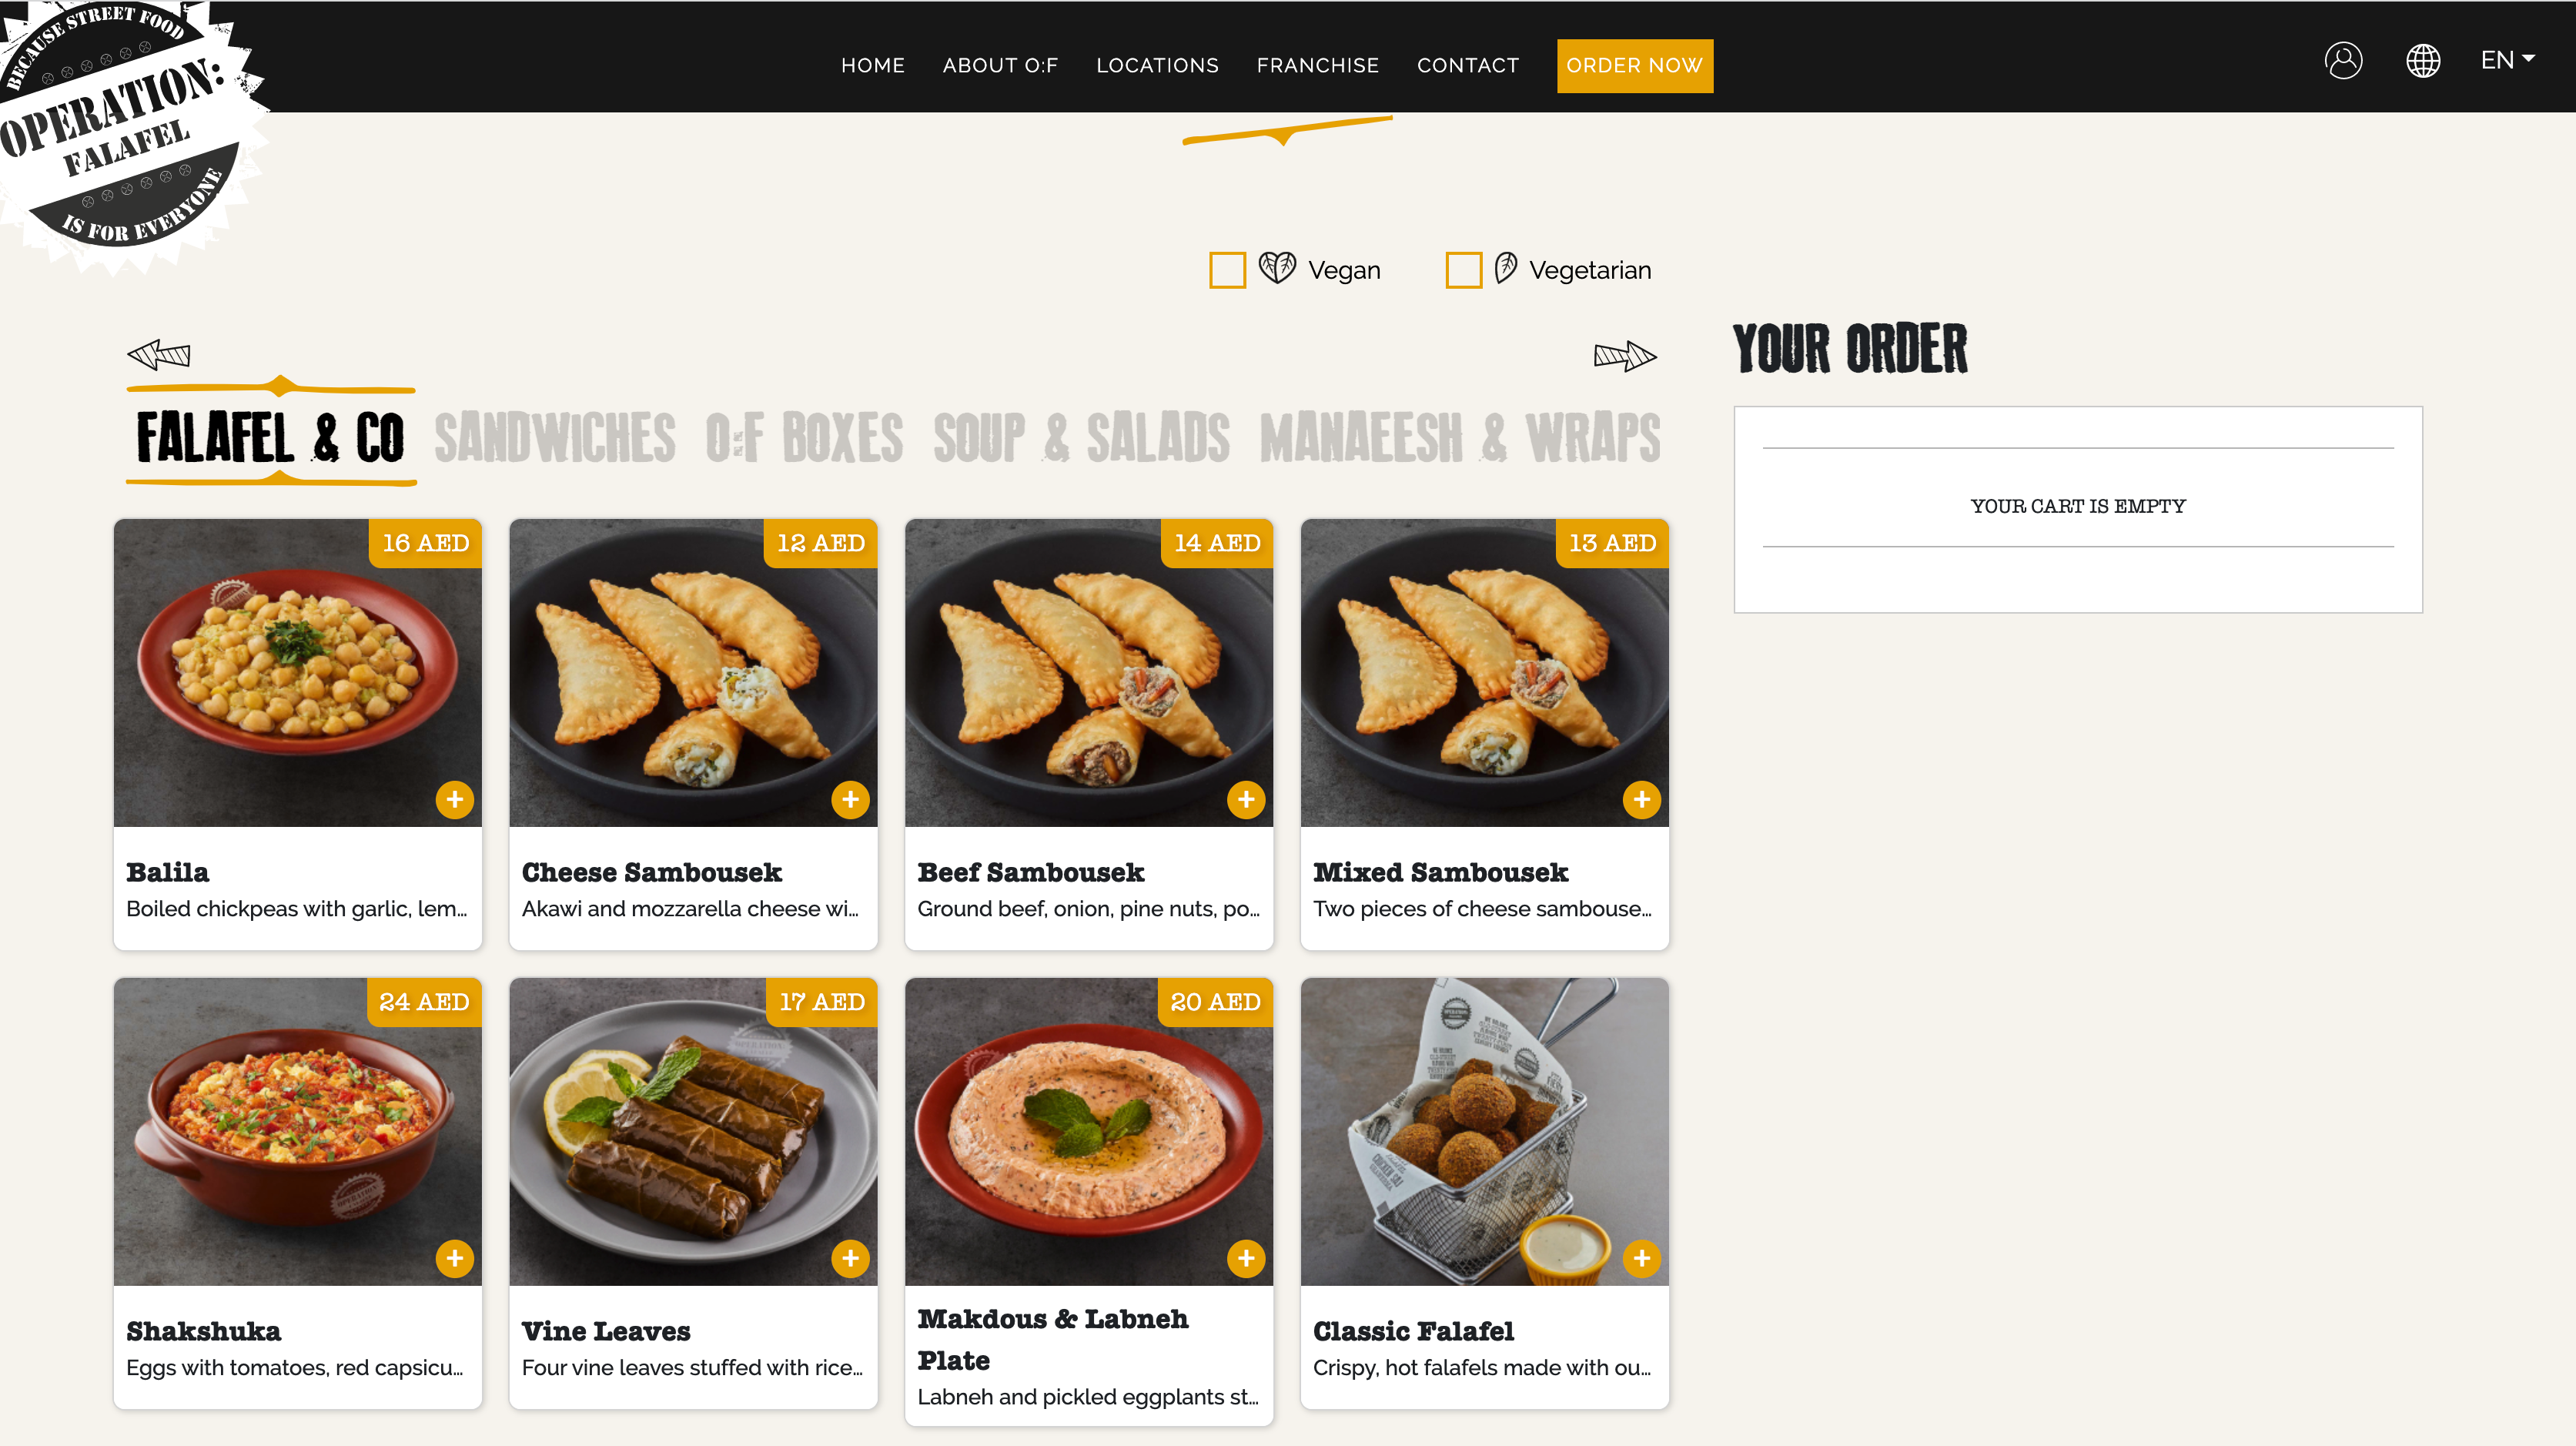 BECAUSE STREET FOOD
OPERATION:
FALAFEL
IS FOR EVERYONE
HOME
ABOUT O:F
LOCATIONS
FRANCHISE
CONTACT
ORDER NOW
EN
Vegan
Vegetarian
FALAFEL & CO
SANDWICHES
O:F BOXES
SOUP & SALADS
MANAEESH & WRAPS
YOUR ORDER
YOUR CART IS EMPTY
16 AED
Balila
Boiled chickpeas with garlic, lem...
12 AED
Cheese Sambousek
Akawi and mozzarella cheese wi...
14 AED
Beef Sambousek
Ground beef, onion, pine nuts, po...
13 AED
Mixed Sambousek
Two pieces of cheese sambouse...
24 AED
Shakshuka
Eggs with tomatoes, red capsicu...
17 AED
Vine Leaves
Four vine leaves stuffed with rice...
20 AED
Makdous & Labneh
Plate
Labneh and pickled eggplants st...
Classic Falafel
Crispy, hot falafels made with ou...